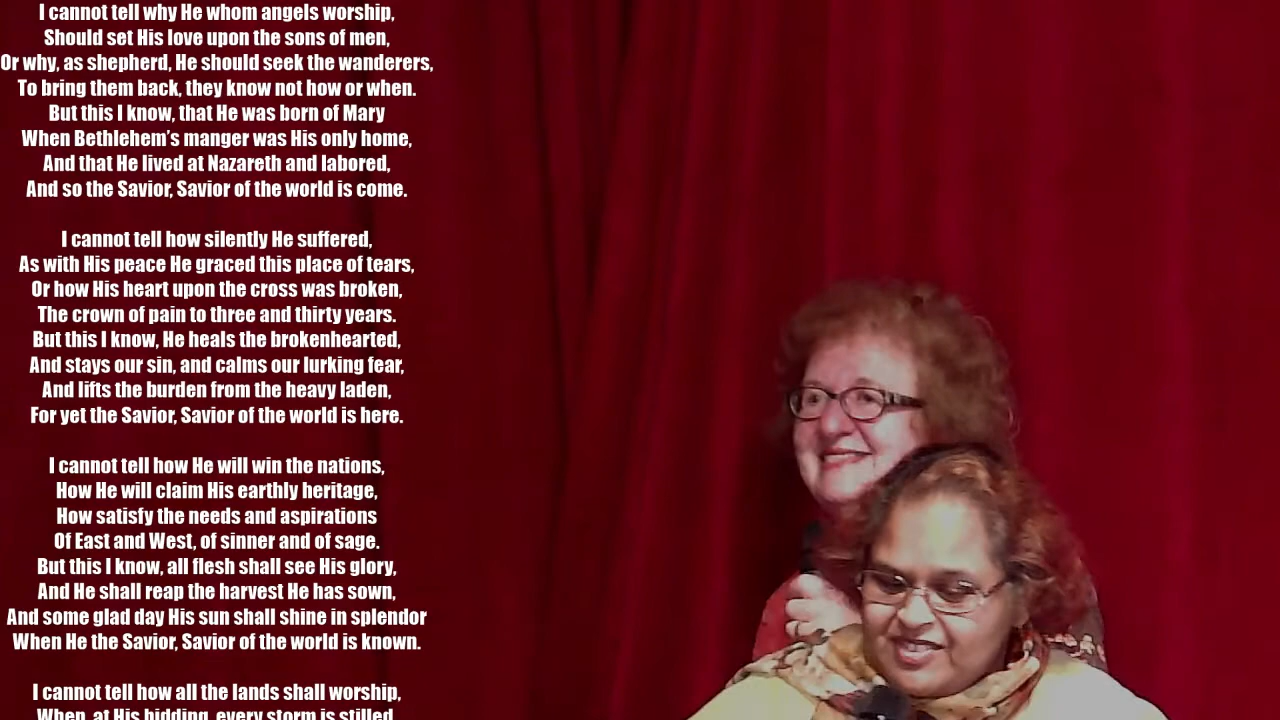 I cannot tell why He whom angels worship,
Should set His love upon the sons of men,
Or why, as shepherd, He should seek the wanderers,
To bring them back, they know not how or when.
But this I know, that He was born of Mary
When Bethlehem's manger was His only home,
And that He lived at Nazareth and labored,
And so the Savior, Savior of the world is come.
I cannot tell how silently He suffered,
As with His peace He graced this place of tears,
Or how His heart upon the cross was broken,
The crown of pain to three and thirty years.
But this I know, He heals the brokenhearted,
And stays our sin, and calms our lurking fear,
And lifts the burden from the heavy laden,
For yet the Savior, Savior of the world is here.
I cannot tell how He will win the nations,
How He will claim His earthly heritage,
How satisfy the needs and aspirations
Of East and West, of sinner and of sage.
But this I know, all flesh shall see His glory,
And He shall reap the harvest He has sown,
And some glad day His sun shall shine in splendor
When He the Savior, Savior of the world is known.
I cannot tell how all the lands shall worship,
When, at His bidding, every storm is stilled